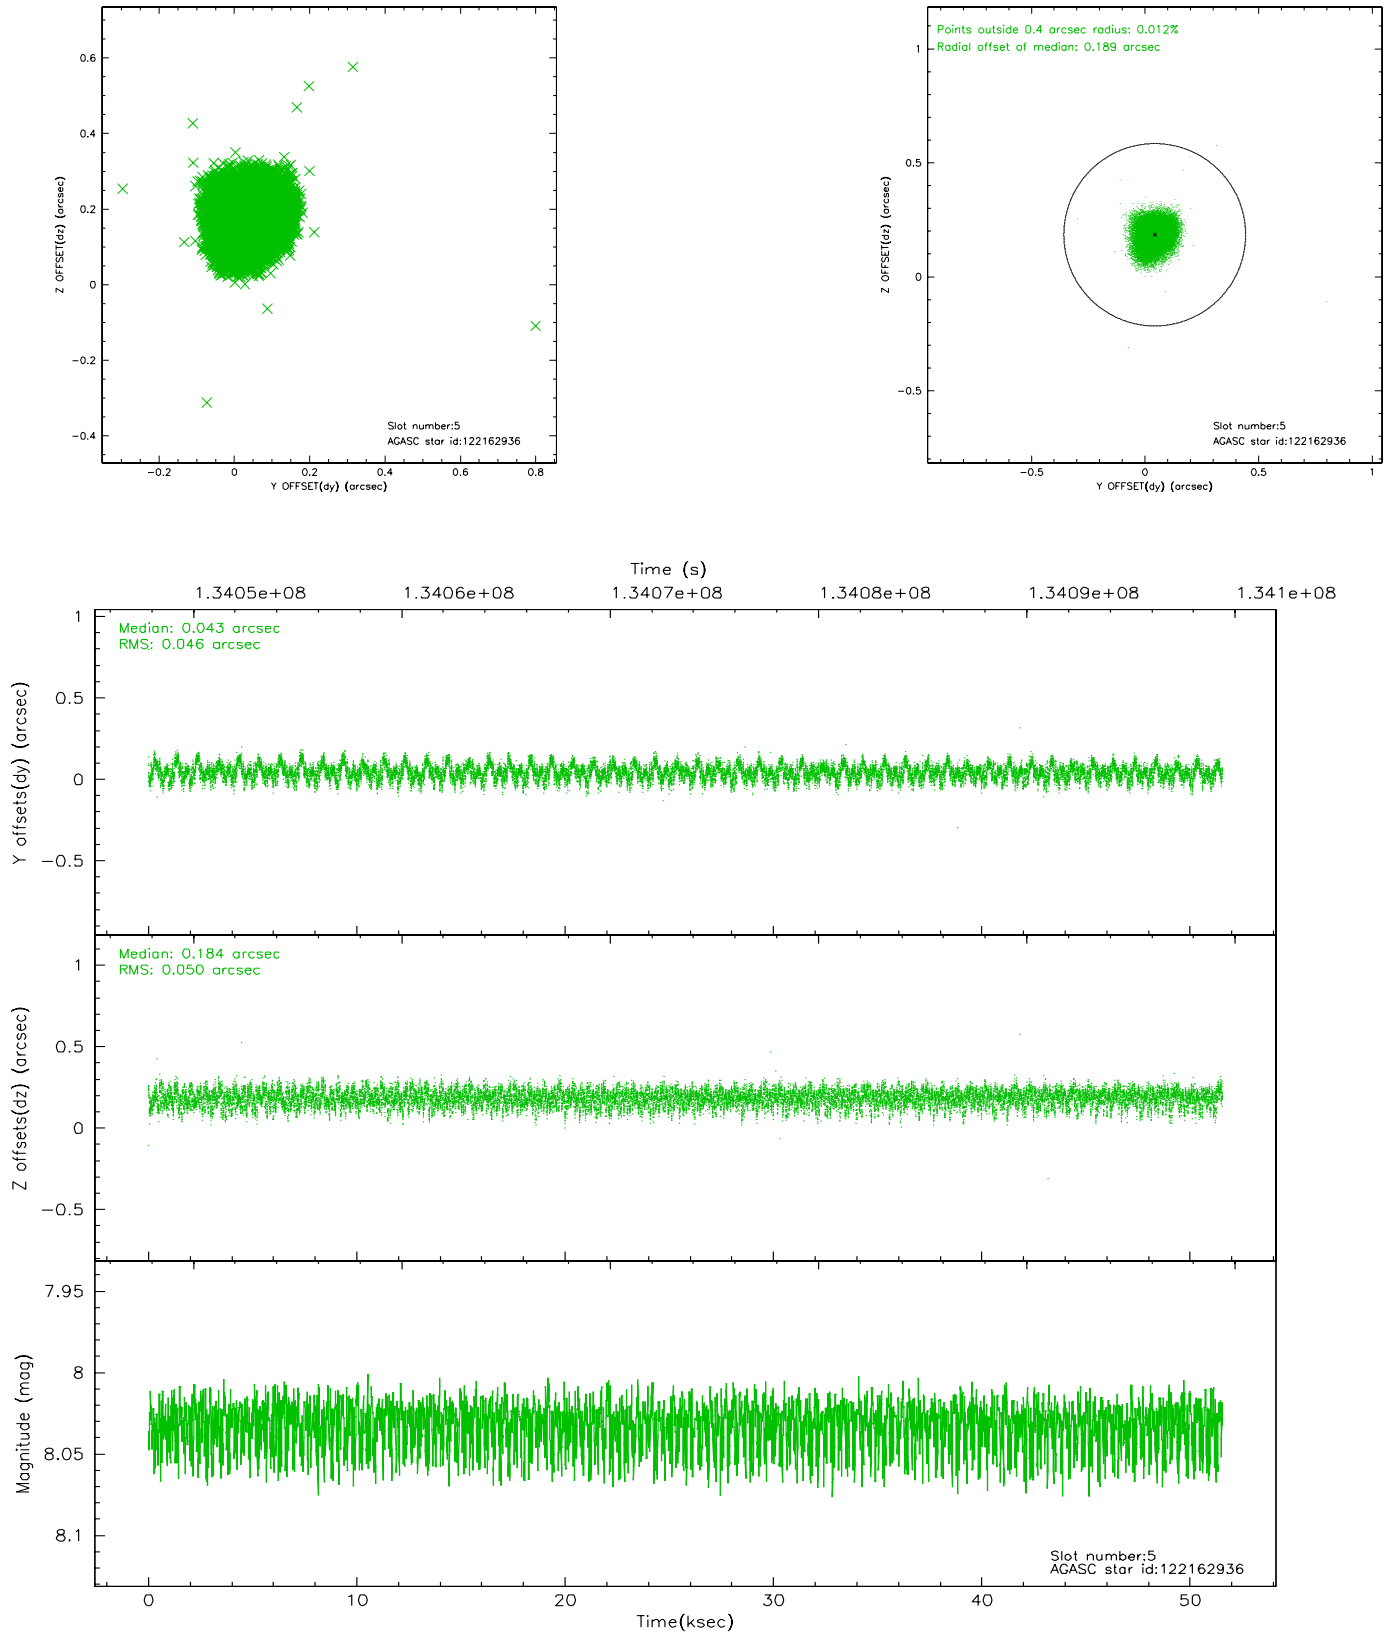 0.6
0.4
0.2
0
−0.2
−0.4
Z OFFSET(dz) (arcsec)
−0.2 0 0.2 0.4 0.6 0.8
Y OFFSET(dy) (arcsec)
Slot number:5
AGASC star id:122162936
Points outside 0.4 arcsec radius: 0.012%
Radial offset of median: 0.189 arcsec
1
0.5
0
−0.5
Z OFFSET(dz) (arcsec)
−0.5 0 0.5 1
Y OFFSET(dy) (arcsec)
Slot number:5
AGASC star id:122162936
Time (s)
1.3405e+08 1.3406e+08 1.3407e+08 1.3408e+08 1.3409e+08 1.341e+08
Median: 0.043 arcsec
RMS: 0.046 arcsec
1
0.5
0
−0.5
Y offsets(dy) (arcsec)
Median: 0.184 arcsec
RMS: 0.050 arcsec
1
0.5
0
−0.5
Z offsets(dz) (arcsec)
7.95
8
8.05
8.1
Magnitude (mag)
Slot number:5
AGASC star id:122162936
0 10 20 30 40 50
Time(ksec)